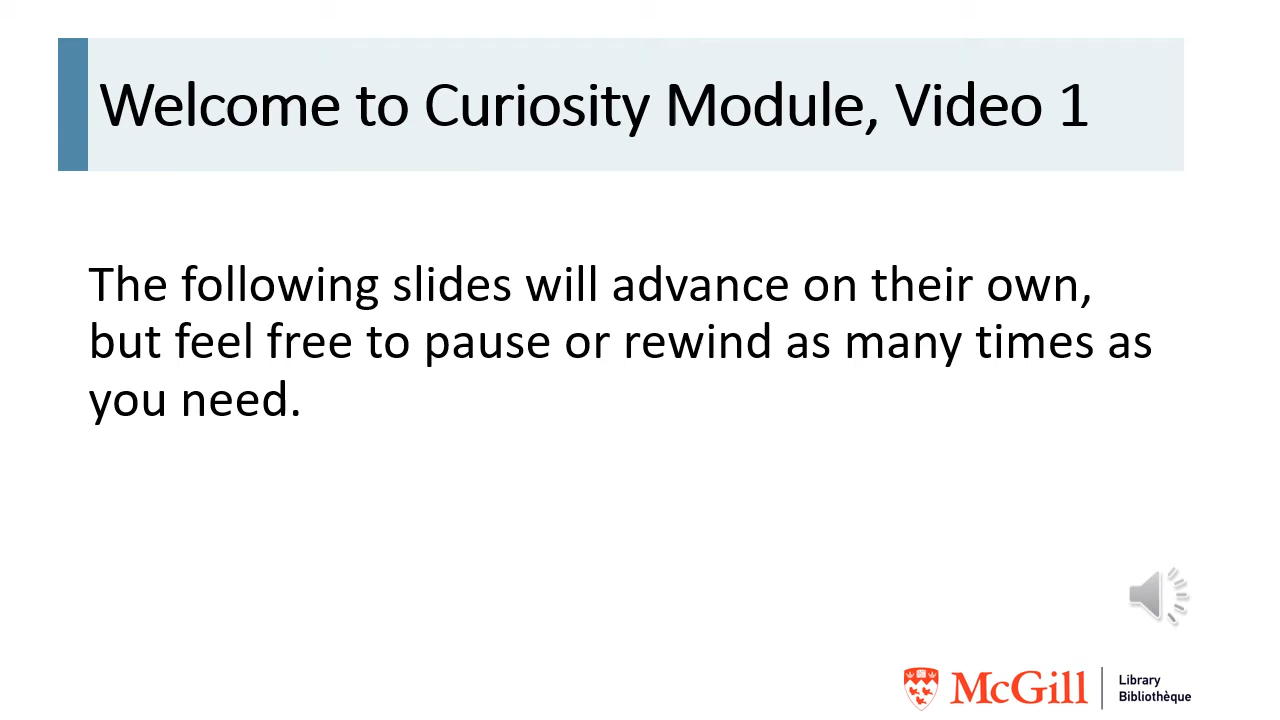 Welcome to Curiosity Module, Video 1
The following slides will advance on their own,
but feel free to pause or rewind as many times as
you need.
McGill
Library
Bibliothèque